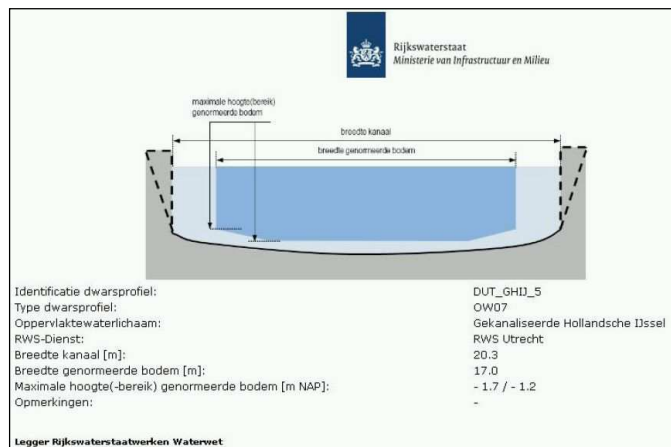 Rijkswaterstaat
Ministerie van Infrastructuur en Milieu
maximale hoogte(bereik)
genormeerde bodem
breedte kanaal
breedte genormeerde bodem
Identificatie dwarsprofiel: DUT_GHIJ_5
Type dwarsprofiel: OW07
Oppervlaktewaterlichaam: Gekanaliseerde Hollandsche IJssel
RWS-Dienst: RWS Utrecht
Breedte kanaal [m]: 20.3
Breedte genormeerde bodem [m]: 17.0
Maximale hoogte(-bereik) genormeerde bodem [m NAP]: - 1.7 / - 1.2
Opmerkingen: -
Legger Rijkswaterstaatwerken Waterwet